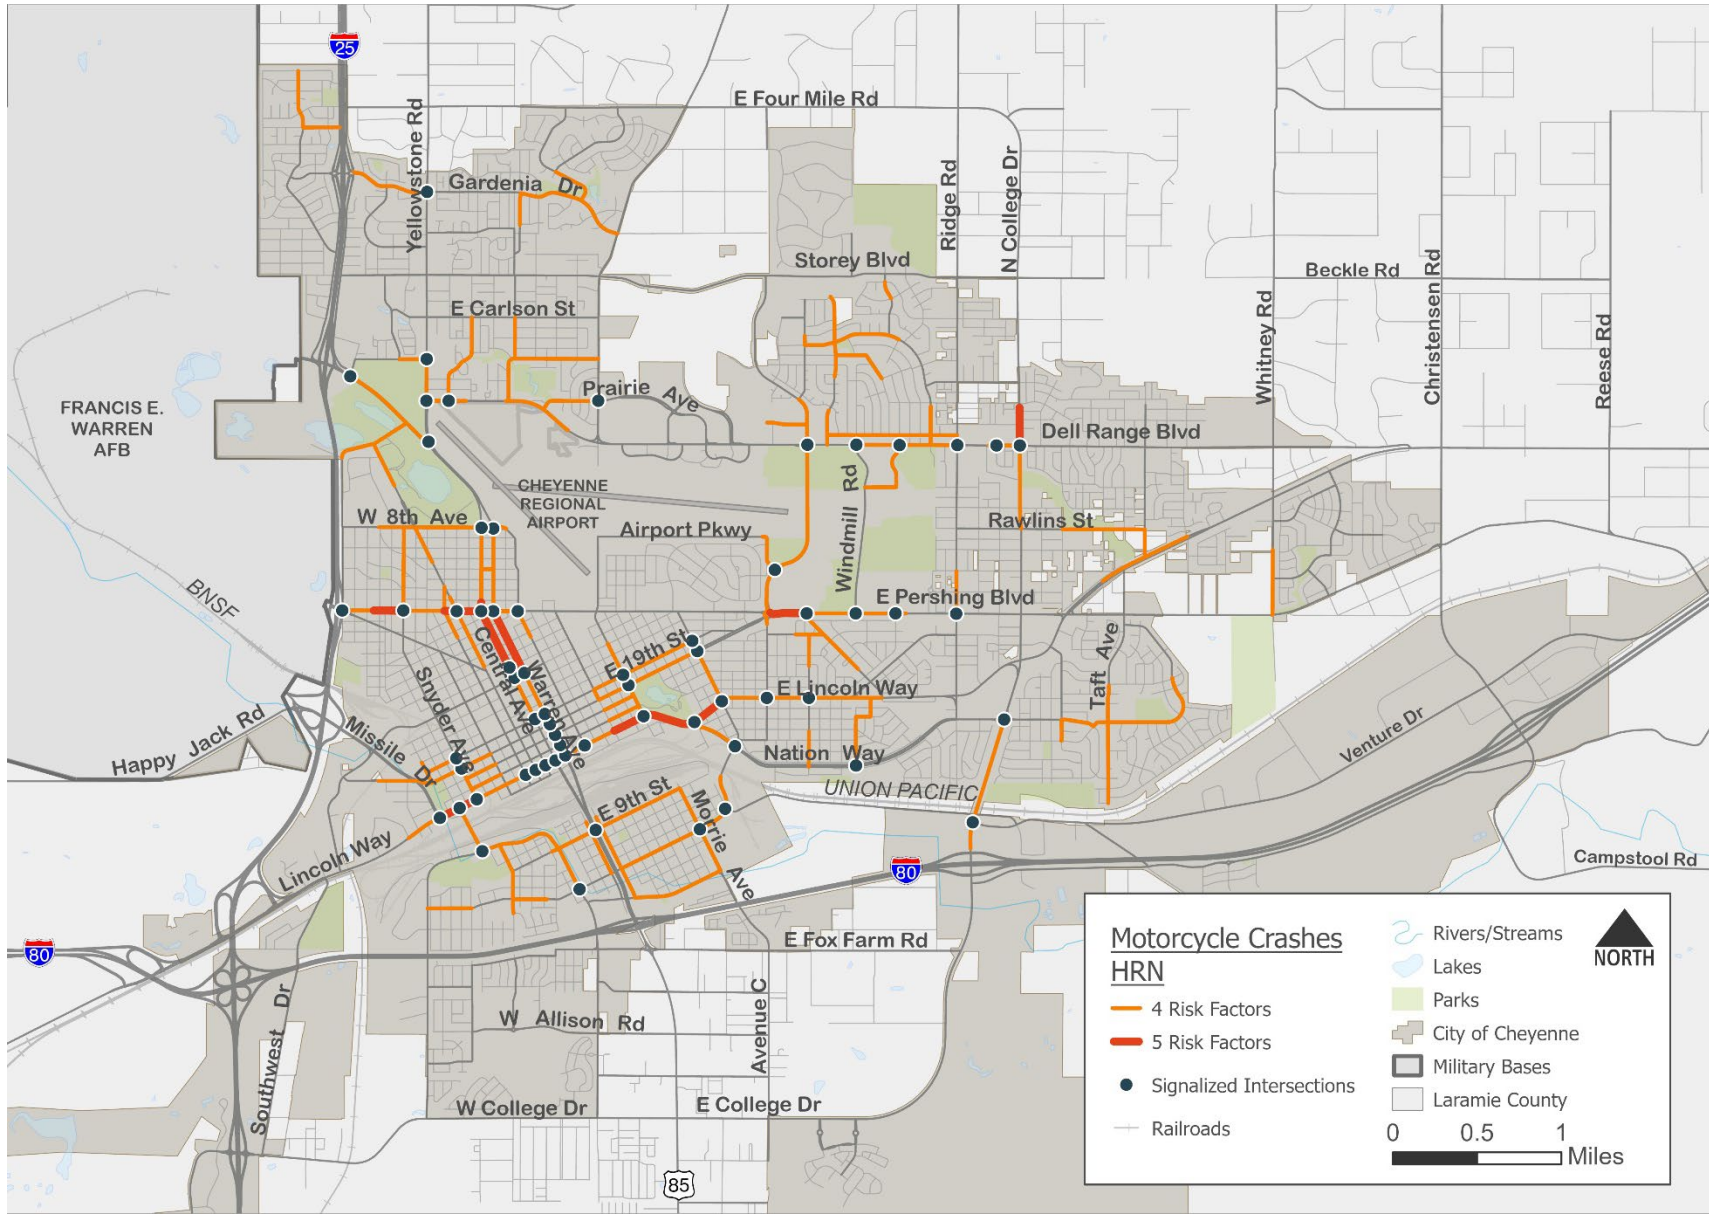 25
E Four Mile Rd
Yellowstone Rd
Gardenia Dr
Ridge Rd
N College Dr
Storey Blvd
Beckle Rd
Whitney Rd
Christensen Rd
Reese Rd
E Carlson St
Prairie Ave
FRANCIS E.
WARREN
AFB
Dell Range Blvd
CHEYENNE
REGIONAL
AIRPORT
W 8th Ave
Airport Pkwy
Windmill Rd
Rawlins St
BNSF
E Pershing Blvd
Central Ave
Warren Ave
E 19th St
Snyder Ave
E Lincoln Way
Taft Ave
Happy Jack Rd
Missile Dr
Nation Way
Venture Dr
UNION PACIFIC
E 9th St
Morrie Ave
Lincoln Way
80
Campstool Rd
80
E Fox Farm Rd
Southwest Dr
W Allison Rd
Avenue C
W College Dr
E College Dr
85
Motorcycle Crashes
HRN
4 Risk Factors
5 Risk Factors
Signalized Intersections
Railroads
Rivers/Streams
Lakes
Parks
City of Cheyenne
Military Bases
Laramie County
NORTH
0 0.5 1
Miles